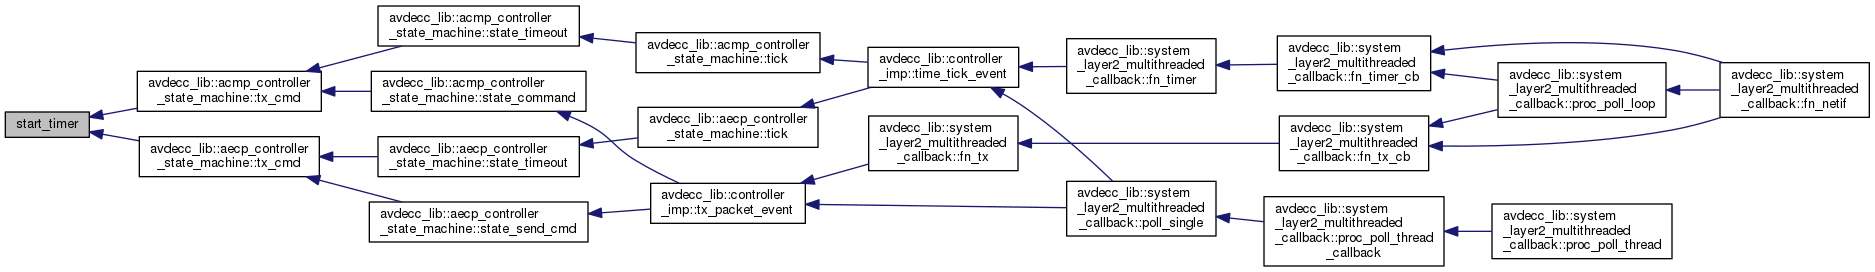 start_timer
avdecc_lib::acmp_controller
_state_machine::tx_cmd
avdecc_lib::aecp_controller
_state_machine::tx_cmd
avdecc_lib::acmp_controller
_state_machine::state_timeout
avdecc_lib::acmp_controller
_state_machine::state_command
avdecc_lib::aecp_controller
_state_machine::state_timeout
avdecc_lib::aecp_controller
_state_machine::state_send_cmd
avdecc_lib::acmp_controller
_state_machine::tick
avdecc_lib::aecp_controller
_state_machine::tick
avdecc_lib::controller
_imp::tx_packet_event
avdecc_lib::controller
_imp::time_tick_event
avdecc_lib::system
_layer2_multithreaded
_callback::fn_tx
avdecc_lib::system
_layer2_multithreaded
_callback::fn_timer
avdecc_lib::system
_layer2_multithreaded
_callback::poll_single
avdecc_lib::system
_layer2_multithreaded
_callback::fn_timer_cb
avdecc_lib::system
_layer2_multithreaded
_callback::fn_tx_cb
avdecc_lib::system
_layer2_multithreaded
_callback::proc_poll_thread
_callback
avdecc_lib::system
_layer2_multithreaded
_callback::proc_poll_loop
avdecc_lib::system
_layer2_multithreaded
_callback::proc_poll_thread
avdecc_lib::system
_layer2_multithreaded
_callback::fn_netif